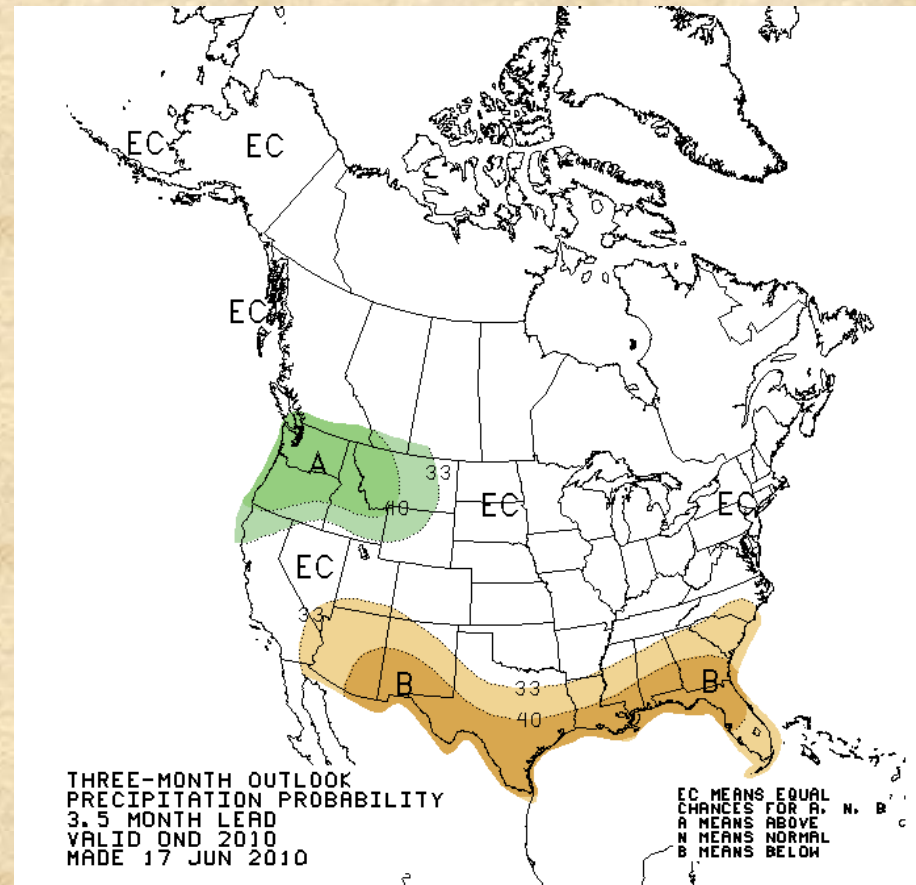 EC
EC
EC
A
33
40
EC
EC
EC
33
B
33
40
B
THREE-MONTH OUTLOOK
PRECIPITATION PROBABILITY
3.5 MONTH LEAD
VALID OND 2010
MADE 17 JUN 2010
EC MEANS EQUAL
CHANCES FOR A, N, B
A MEANS ABOVE
N MEANS NORMAL
B MEANS BELOW